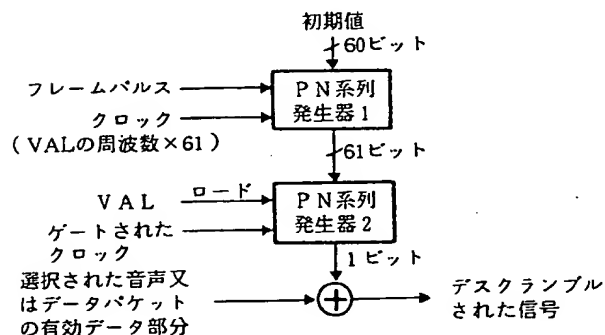 初期値
60ビット
フレームパルス
クロック
(VALの周波数×61)
PN系列
発生器1
61ビット
VAL
ロード
ゲートされた
クロック
PN系列
発生器2
1ビット
選択された音声又
はデータパケット
の有効データ部分
デスクランブル
された信号